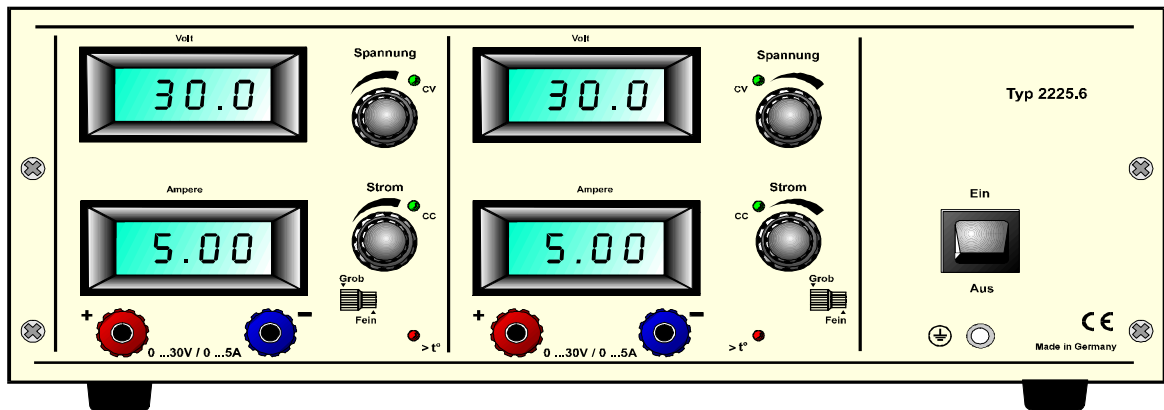 Volt
Spannung
CV
30.0
Ampere
Strom
CC
5.00
Grob
Fein
+
−
0 ...30V / 0 ...5A
> t°
Volt
Spannung
CV
30.0
Ampere
Strom
CC
5.00
Grob
Fein
+
−
0 ...30V / 0 ...5A
> t°
Typ 2225.6
Ein
Aus
CE
Made in Germany